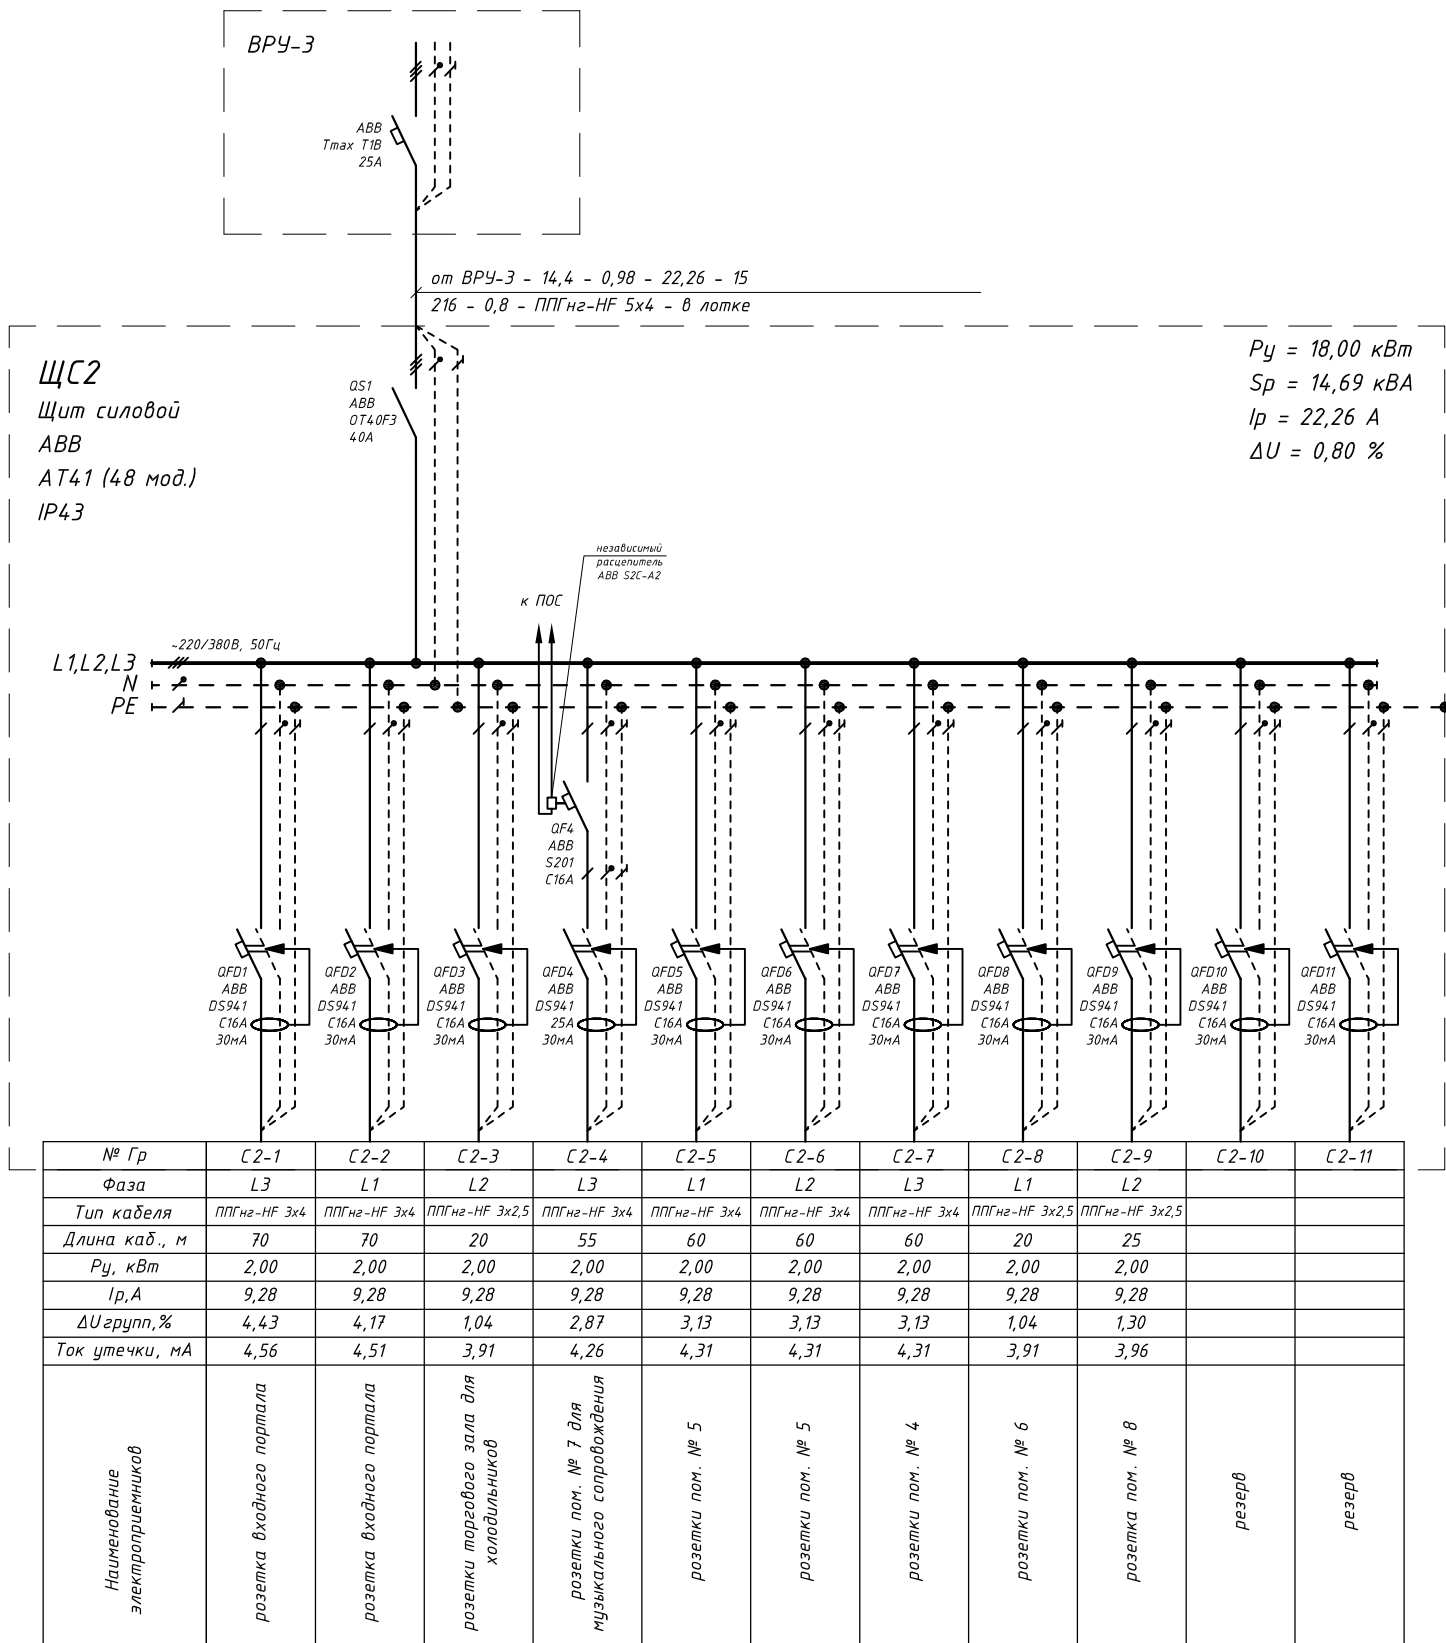 ВРУ-3
ABB
Tmax T1B
25А
от ВРУ-3 - 14,4 - 0,98 - 22,26 - 15
216 - 0,8 - ППГнг-HF 5х4 - в лотке
ЩС2
Щит силовой
ABB
AT41 (48 мод.)
IP43
QS1
ABB
OT40F3
40A
Ру = 18,00 кВт
Sp = 14,69 кВА
Ip = 22,26 А
ΔU = 0,80 %
независимый
расцепитель
ABB S2C-A2
к ПОС
~220/380В, 50Гц
L1,L2,L3
N
PE
QF4
ABB
S201
C16A
QFD1
ABB
DS941
C16A
30мА
QFD2
ABB
DS941
C16A
30мА
QFD3
ABB
DS941
C16A
30мА
QFD4
ABB
DS941
25A
30мА
QFD5
ABB
DS941
C16A
30мА
QFD6
ABB
DS941
C16A
30мА
QFD7
ABB
DS941
C16A
30мА
QFD8
ABB
DS941
C16A
30мА
QFD9
ABB
DS941
C16A
30мА
QFD10
ABB
DS941
C16A
30мА
QFD11
ABB
DS941
C16A
30мА
№ Гр С2-1 С2-2 С2-3 С2-4 С2-5 С2-6 С2-7 С2-8 С2-9 С2-10 С2-11
Фаза L3 L1 L2 L3 L1 L2 L3 L1 L2
Тип кабеля ППГнг-HF 3х4 ППГнг-HF 3х4 ППГнг-HF 3х2,5 ППГнг-HF 3х4 ППГнг-HF 3х4 ППГнг-HF 3х4 ППГнг-HF 3х4 ППГнг-HF 3х2,5 ППГнг-HF 3х2,5
Длина каб., м 70 70 20 55 60 60 60 20 25
Ру, кВт 2,00 2,00 2,00 2,00 2,00 2,00 2,00 2,00 2,00
Iр,А 9,28 9,28 9,28 9,28 9,28 9,28 9,28 9,28 9,28
ΔU групп,% 4,43 4,17 1,04 2,87 3,13 3,13 3,13 1,04 1,30
Ток утечки, мА 4,56 4,51 3,91 4,26 4,31 4,31 4,31 3,91 3,96
Наименование
электроприемников
розетка входного портала
розетка входного портала
розетки торгового зала для
холодильников
розетки пом. № 7 для
музыкального сопровождения
розетки пом. № 5
розетки пом. № 5
розетки пом. № 4
розетки пом. № 6
розетка пом. № 8
резерв
резерв